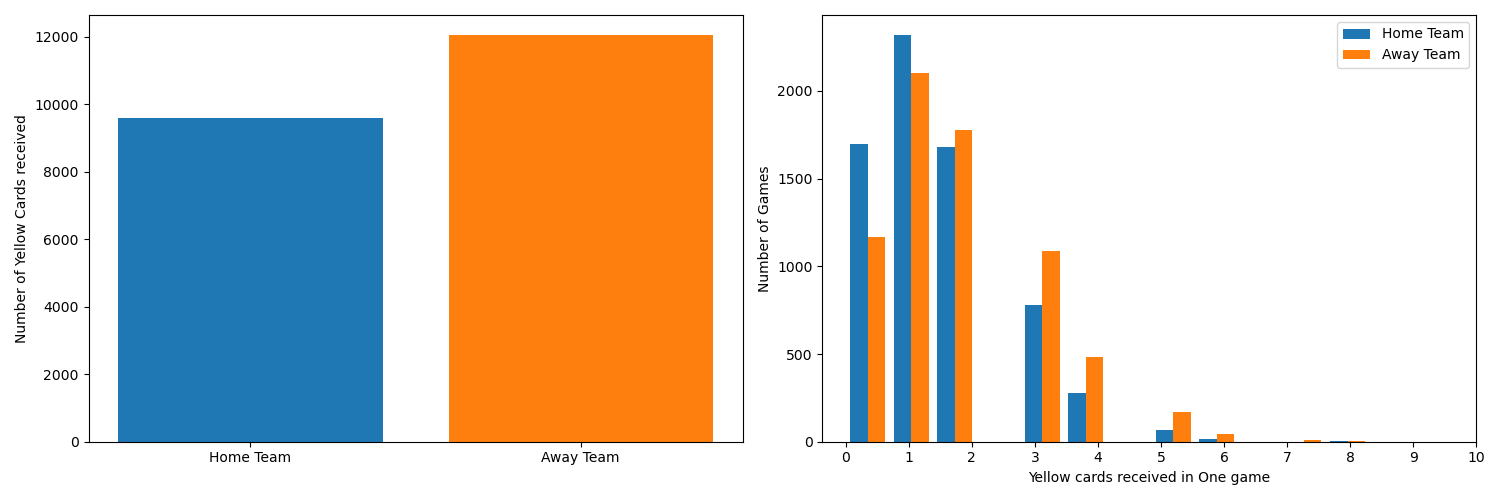 Number of Yellow Cards received
12000
10000
8000
6000
4000
2000
0
Home Team Away Team
Number of Games
2000
1500
1000
500
0
0 1 2 3 4 5 6 7 8 9 10
Yellow cards received in One game
Home Team
Away Team